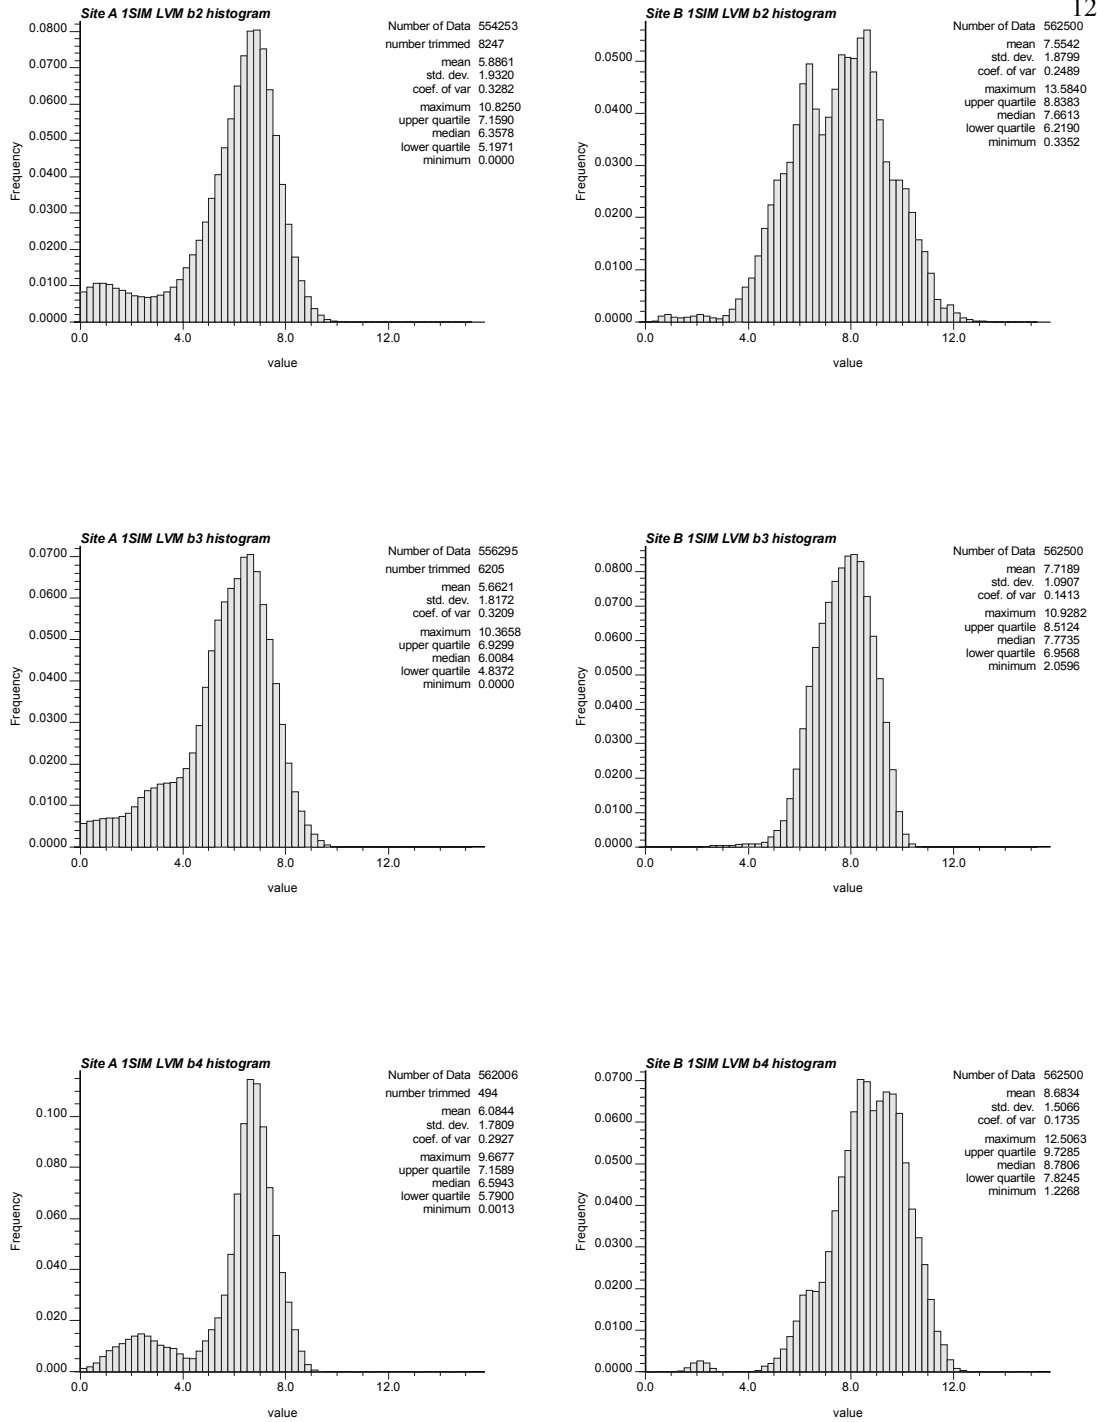 12
Site A 1SIM LVM b2 histogram
Number of Data 554253
number trimmed 8247
mean 5.8861
std. dev. 1.9320
coef. of var 0.3282
maximum 10.8250
upper quartile 7.1590
median 6.3578
lower quartile 5.1971
minimum 0.0000
Frequency
0.0800
0.0700
0.0600
0.0500
0.0400
0.0300
0.0200
0.0100
0.0000
0.0 4.0 8.0 12.0
value
Site B 1SIM LVM b2 histogram
Number of Data 562500
mean 7.5542
std. dev. 1.8799
coef. of var 0.2489
maximum 13.5840
upper quartile 8.8383
median 7.6613
lower quartile 6.2190
minimum 0.3352
Frequency
0.0500
0.0400
0.0300
0.0200
0.0100
0.0000
0.0 4.0 8.0 12.0
value
Site A 1SIM LVM b3 histogram
Number of Data 556295
number trimmed 6205
mean 5.6621
std. dev. 1.8172
coef. of var 0.3209
maximum 10.3658
upper quartile 6.9299
median 6.0084
lower quartile 4.8372
minimum 0.0000
Frequency
0.0700
0.0600
0.0500
0.0400
0.0300
0.0200
0.0100
0.0000
0.0 4.0 8.0 12.0
value
Site B 1SIM LVM b3 histogram
Number of Data 562500
mean 7.7189
std. dev. 1.0907
coef. of var 0.1413
maximum 10.9282
upper quartile 8.5124
median 7.7735
lower quartile 6.9568
minimum 2.0596
Frequency
0.0800
0.0700
0.0600
0.0500
0.0400
0.0300
0.0200
0.0100
0.0000
0.0 4.0 8.0 12.0
value
Site A 1SIM LVM b4 histogram
Number of Data 562006
number trimmed 494
mean 6.0844
std. dev. 1.7809
coef. of var 0.2927
maximum 9.6677
upper quartile 7.1589
median 6.5943
lower quartile 5.7900
minimum 0.0013
Frequency
0.100
0.080
0.060
0.040
0.020
0.000
0.0 4.0 8.0 12.0
value
Site B 1SIM LVM b4 histogram
Number of Data 562500
mean 8.6834
std. dev. 1.5066
coef. of var 0.1735
maximum 12.5063
upper quartile 9.7285
median 8.7806
lower quartile 7.8245
minimum 1.2268
Frequency
0.0700
0.0600
0.0500
0.0400
0.0300
0.0200
0.0100
0.0000
0.0 4.0 8.0 12.0
value